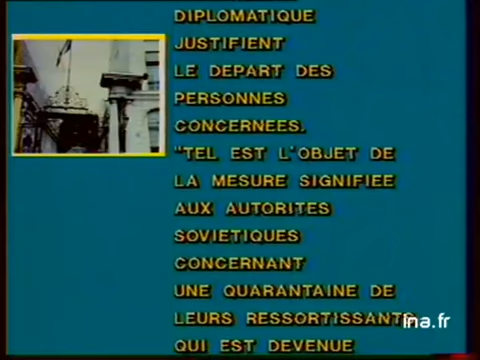 DIPLOMATIQUE
JUSTIFIENT
LE DEPART DES
PERSONNES
CONCERNEES.
"TEL EST L'OBJET DE
LA MESURE SIGNIFIEE
AUX AUTORITES
SOVIETIQUES
CONCERNANT
UNE QUARANTAINE DE
LEURS RESSORTISSANTS
ina.fr
QUI EST DEVENUE